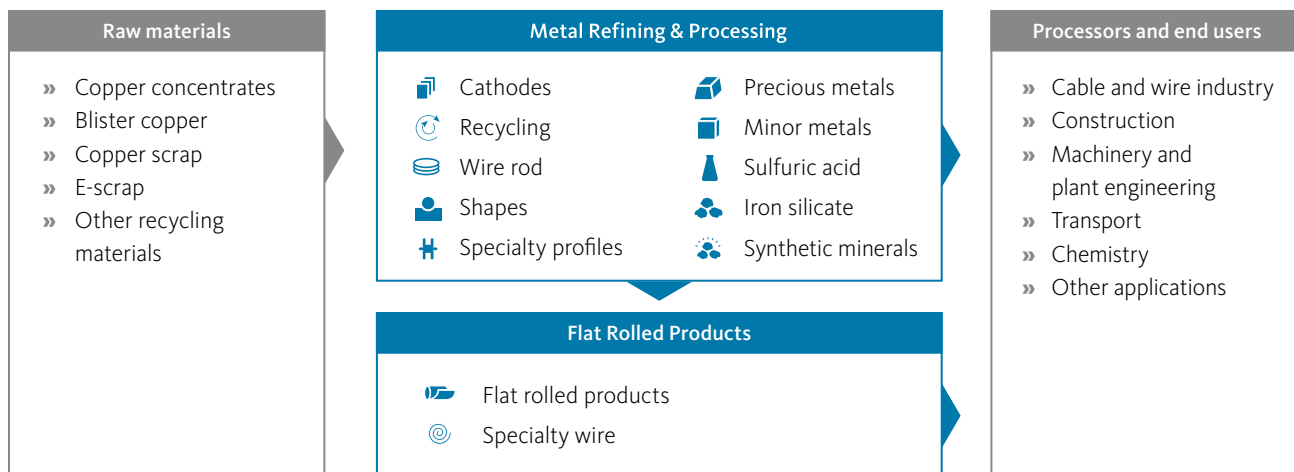 Raw materials
» Copper concentrates
» Blister copper
» Copper scrap
» E-scrap
» Other recycling
materials
Metal Refining & Processing
Cathodes
Recycling
Wire rod
Shapes
Specialty profiles
Precious metals
Minor metals
Sulfuric acid
Iron silicate
Synthetic minerals
Flat Rolled Products
Flat rolled products
Specialty wire
Processors and end users
» Cable and wire industry
» Construction
» Machinery and
plant engineering
» Transport
» Chemistry
» Other applications